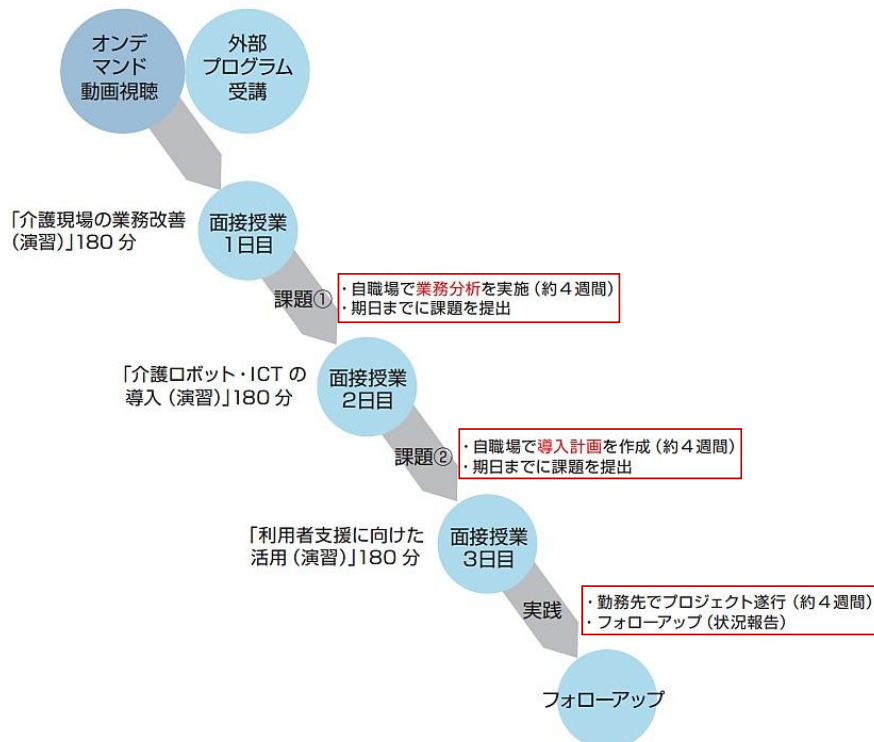 オンデ
マンド
動画視聴
外部
プログラム
受講
「介護現場の業務改善
(演習)」180 分
面接授業
1日目
課題①
・自職場で業務分析を実施(約4週間)
・期日までに課題を提出
「介護ロボット・ICT の
導入(演習)」180 分
面接授業
2日目
課題②
・自職場で導入計画を作成(約4週間)
・期日までに課題を提出
「利用者支援に向けた
活用(演習)」180 分
面接授業
3日目
実践
・勤務先でプロジェクト遂行(約4週間)
・フォローアップ(状況報告)
フォローアップ